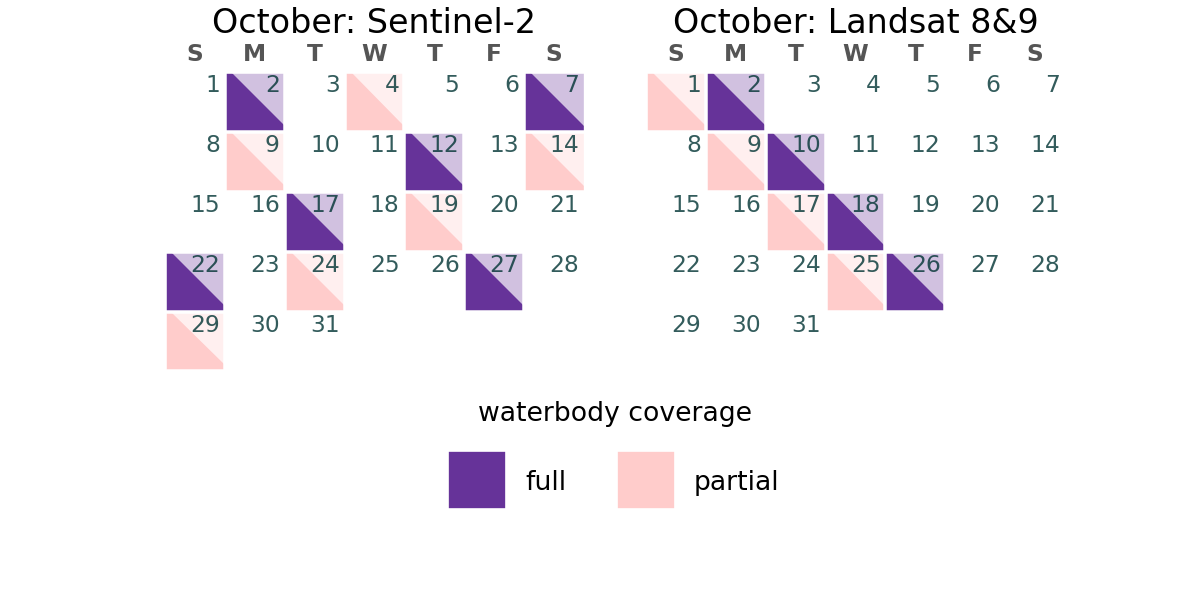 October: Sentinel-2
S M T W T F S
1 2 3 4 5 6 7
8 9 10 11 12 13 14
15 16 17 18 19 20 21
22 23 24 25 26 27 28
29 30 31
October: Landsat 8&9
S M T W T F S
1 2 3 4 5 6 7
8 9 10 11 12 13 14
15 16 17 18 19 20 21
22 23 24 25 26 27 28
29 30 31
waterbody coverage
full partial